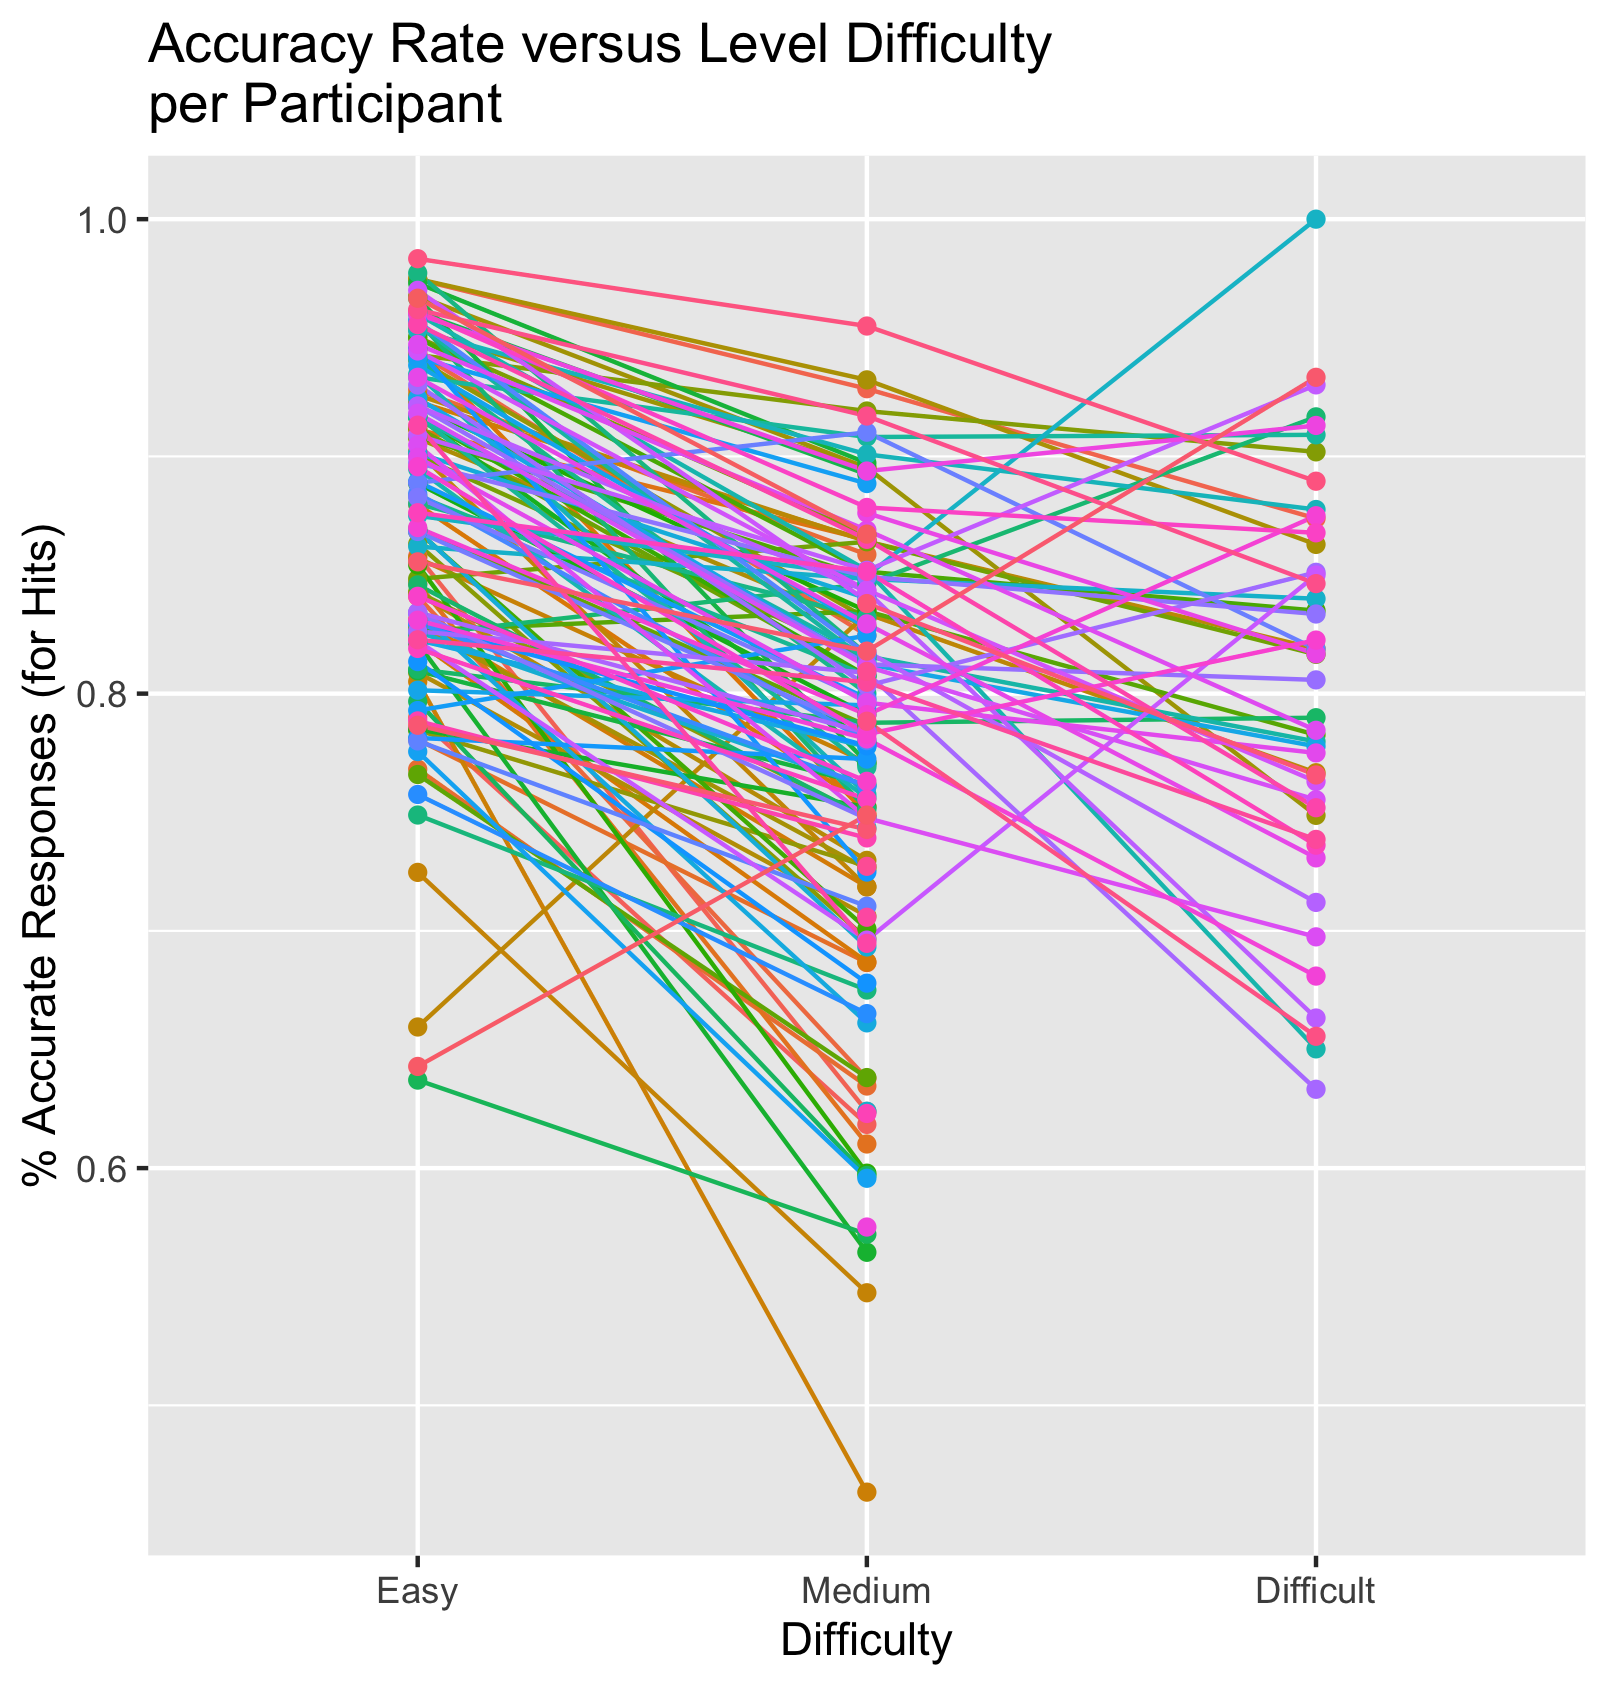 Accuracy Rate versus Level Difficulty
per Participant
% Accurate Responses (for Hits)
1.0
0.8
0.6
Easy
Medium
Difficult
Difficulty